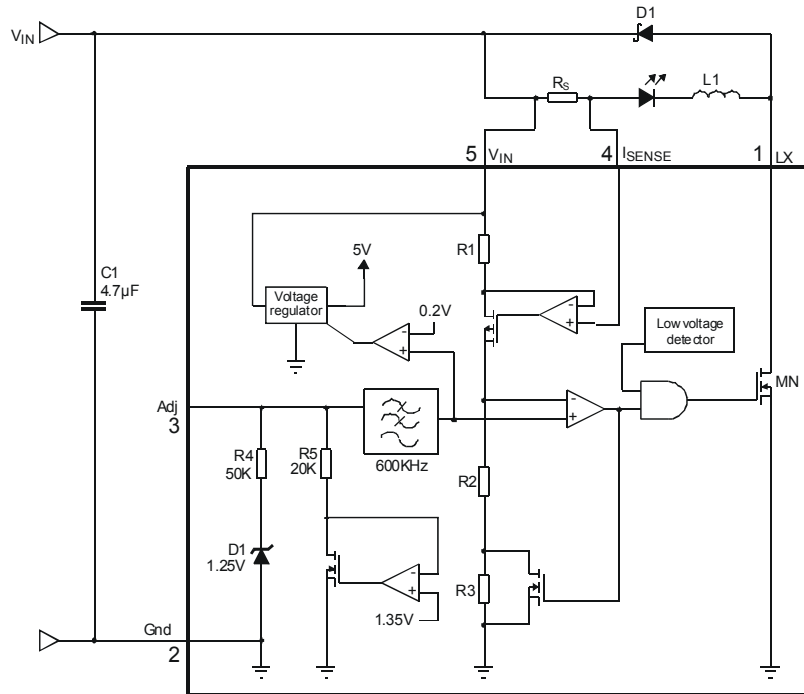 D1
VIN
RS
L1
5 VIN
4 ISENSE
1 LX
R1
5V
C1
4.7µF
Voltage
regulator
0.2V
Low voltage
detector
MN
Adj
3
R4
50K
R5
20K
600KHz
R2
D1
1.25V
R3
1.35V
Gnd
2
- 
+
-
+
-
+
-
+